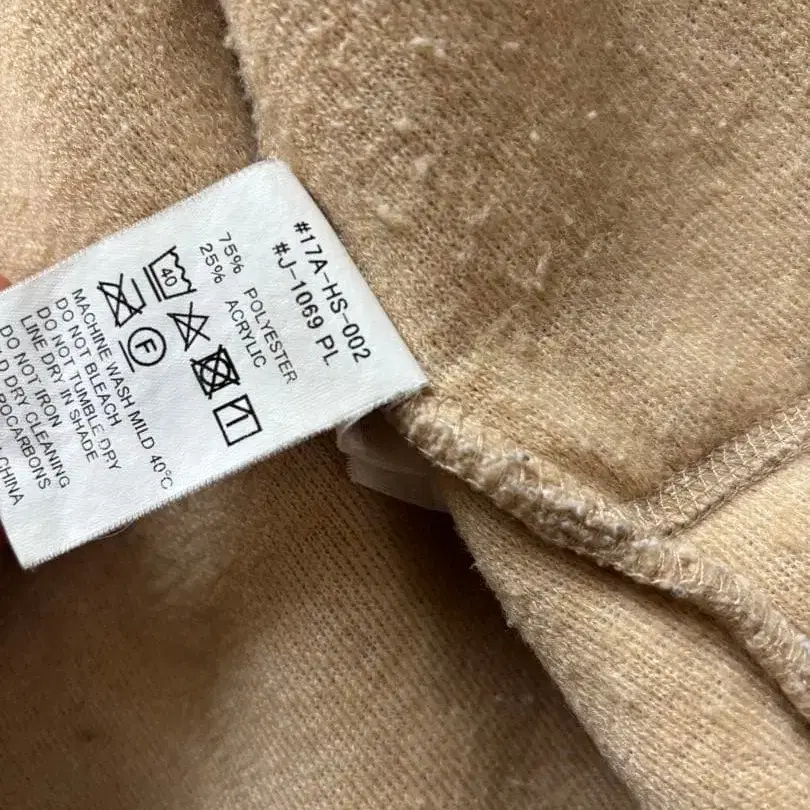 #17A-HS-002
#J-1069 PL
75% POLYESTER
25% ACRYLIC
40
F
MACHINE WASH MILD 40°C
DO NOT BLEACH
DO NOT TUMBLE DRY
LINE DRY IN SHADE
DO NOT IRON
DRY CLEANING
CHINA